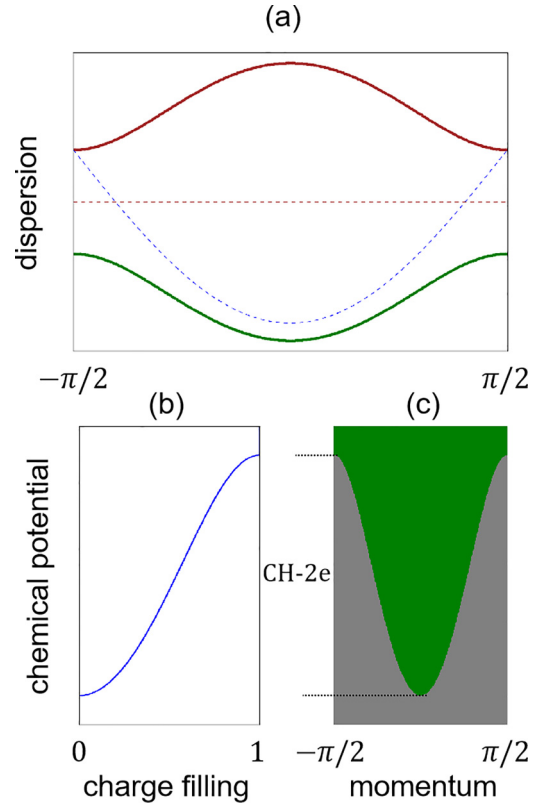 (a)
dispersion
−π/2
π/2
(b)
(c)
chemical potential
CH-2e
0
1
−π/2
π/2
charge filling
momentum